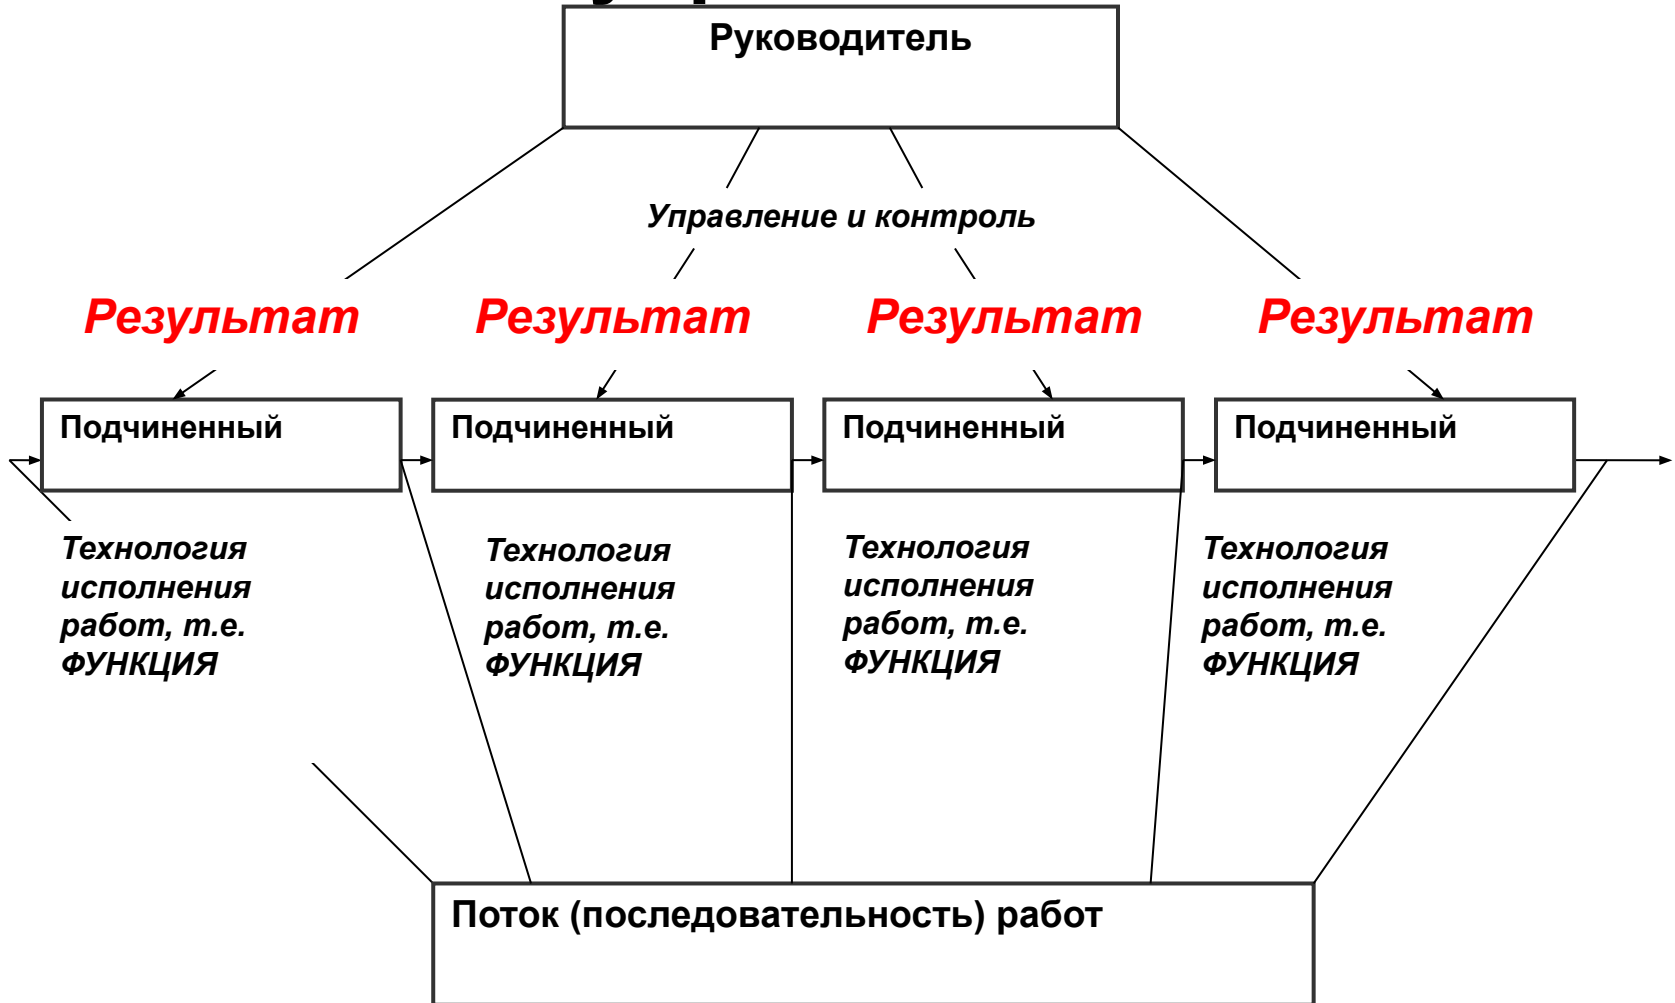 Руководитель
Управление и контроль
Результат
Результат
Результат
Результат
Подчиненный
Подчиненный
Подчиненный
Подчиненный
Технология
исполнения
работ, т.е.
ФУНКЦИЯ
Технология
исполнения
работ, т.е.
ФУНКЦИЯ
Технология
исполнения
работ, т.е.
ФУНКЦИЯ
Технология
исполнения
работ, т.е.
ФУНКЦИЯ
Поток (последовательность) работ